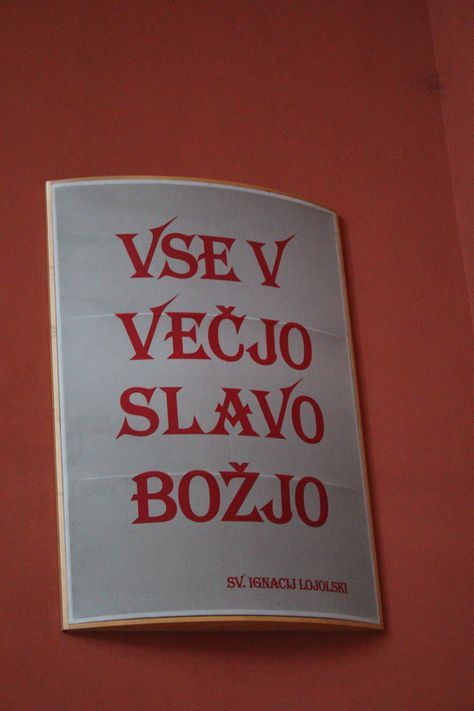 VSE V
VEČJO
SLAVO
BOŽJO
SV. IGNACIJ LOJOLSKI